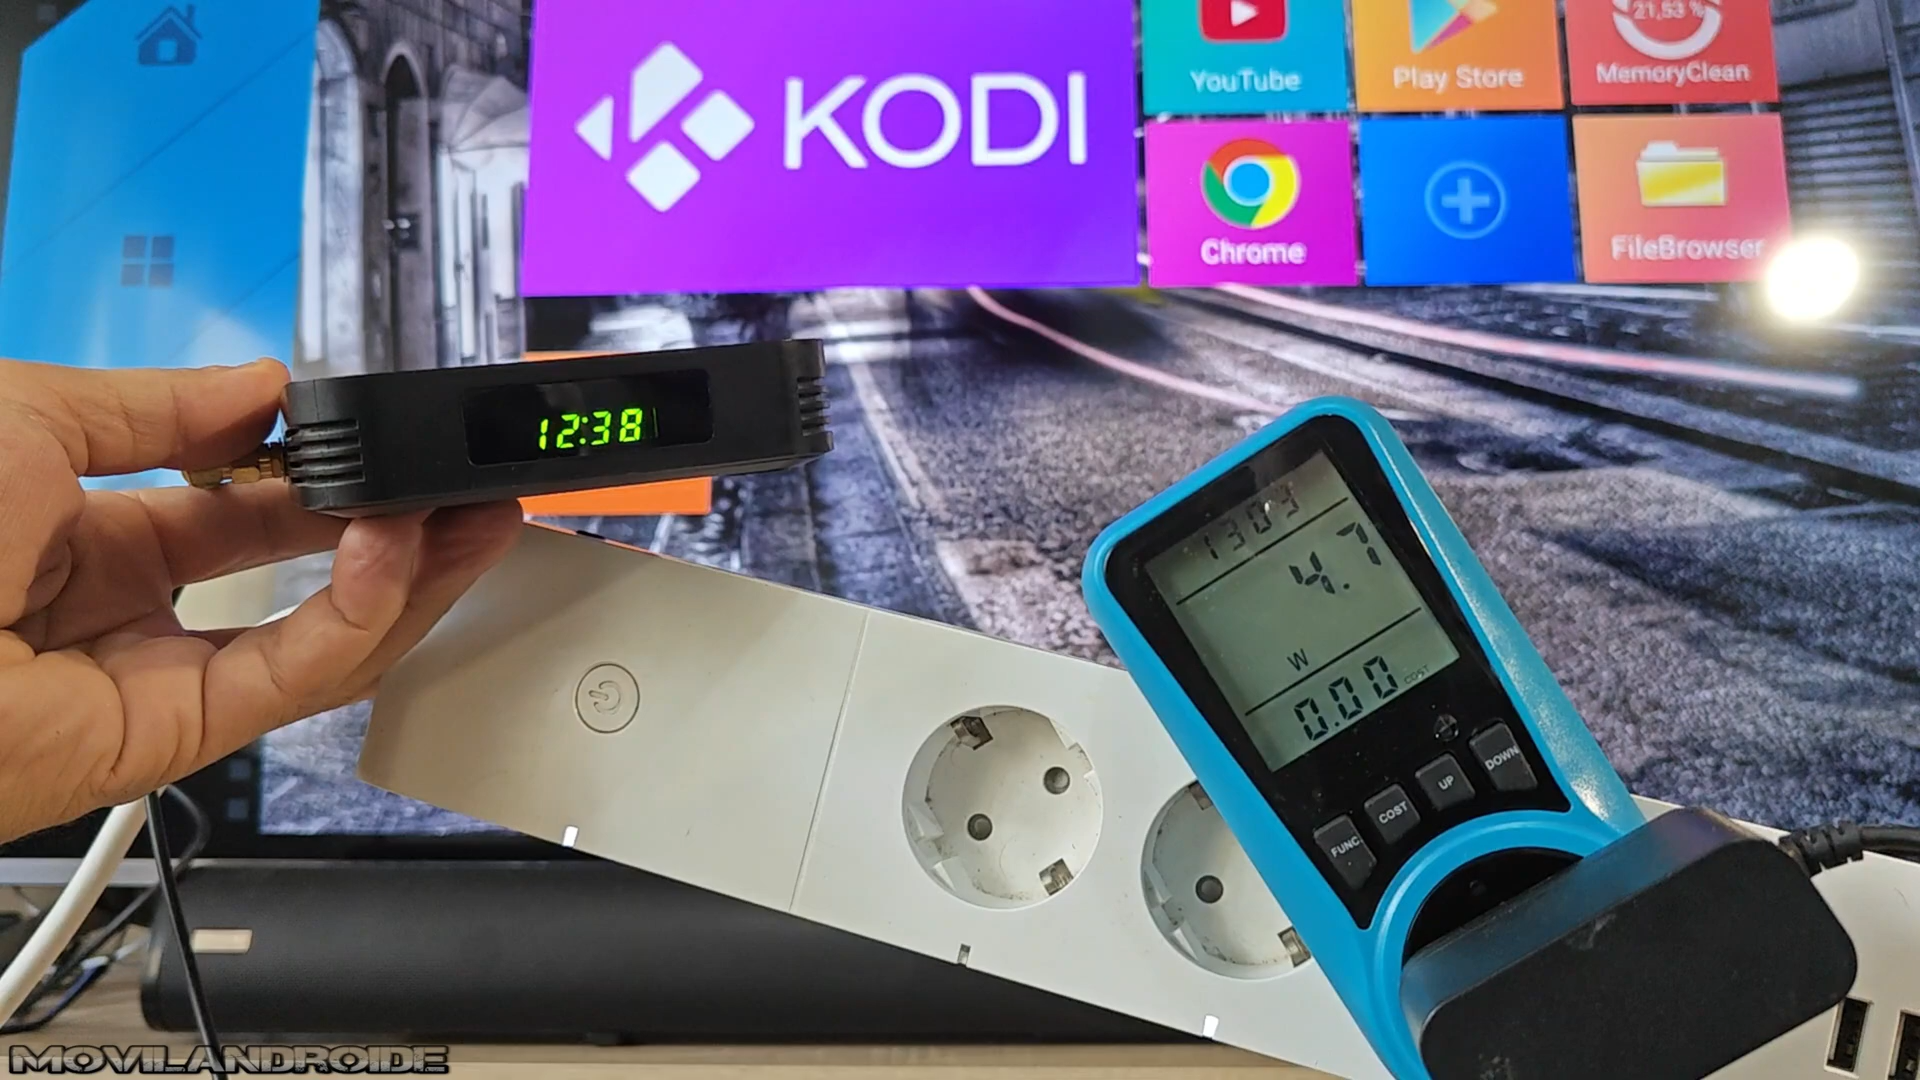 21,53 %
KODI
YouTube
Play Store
MemoryClean
Chrome
FileBrowser
12:38
1303
4.7
W
0.00
COST
FUNC
COST
UP
DOWN
MOVILANDROIDE